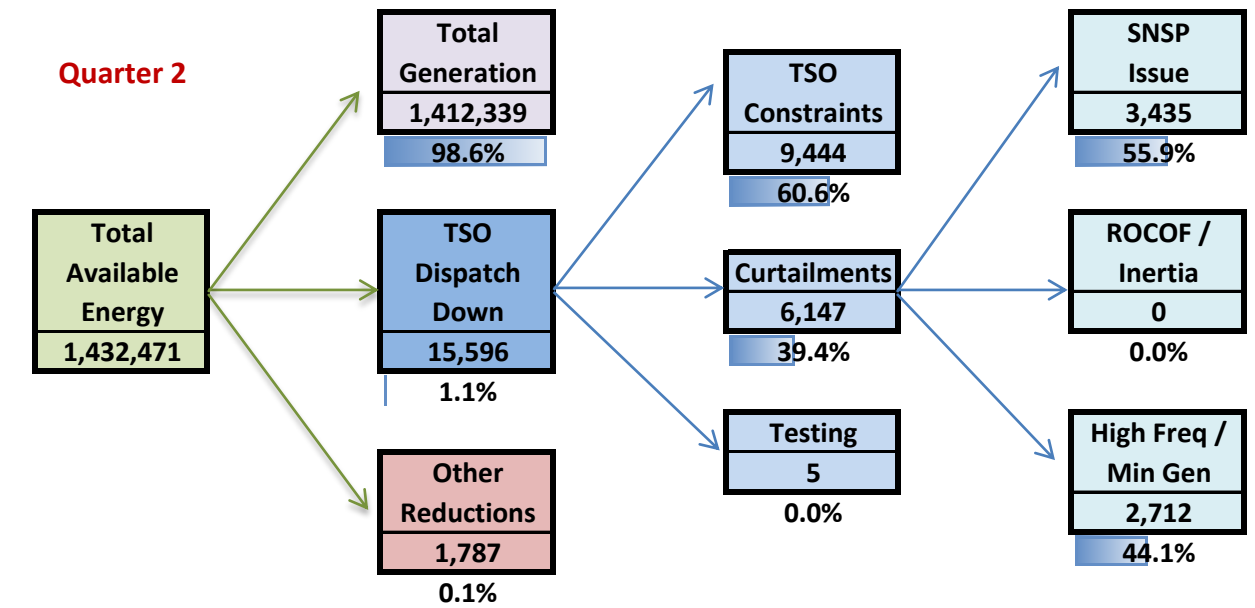 Quarter 2
Total
Available
Energy
1,432,471
Total
Generation
1,412,339
98.6%
TSO
Dispatch
Down
15,596
1.1%
Other
Reductions
1,787
0.1%
TSO
Constraints
9,444
60.6%
Curtailments
6,147
39.4%
Testing
5
0.0%
SNSP
Issue
3,435
55.9%
ROCOF /
Inertia
0
0.0%
High Freq /
Min Gen
2,712
44.1%